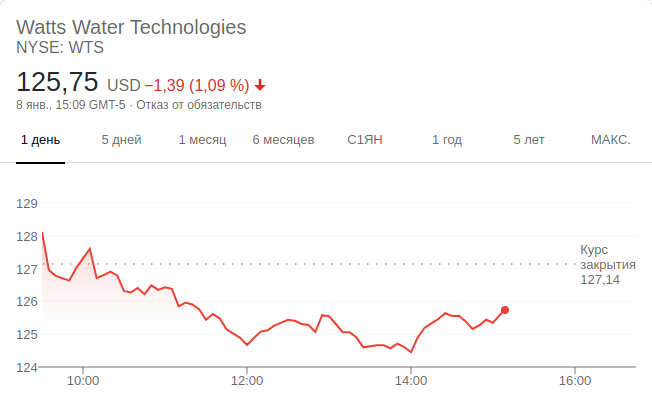 Watts Water Technologies
NYSE: WTS
125,75 USD −1,39 (1,09 %)
8 янв., 15:09 GMT-5 · Отказ от обязательств
1 день 5 дней 1 месяц 6 месяцев С1ЯН 1 год 5 лет МАКС.
129
128
127
126
125
124
Курс
закрытия
127,14
10:00 12:00 14:00 16:00